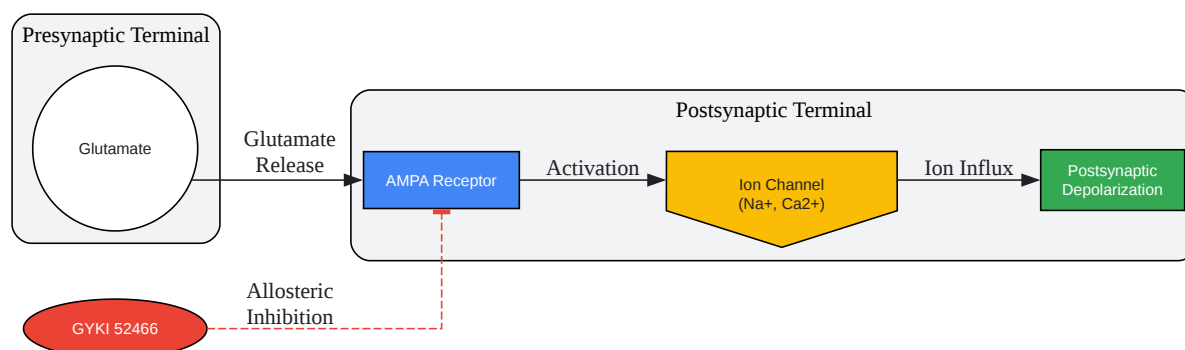 Presynaptic Terminal
Glutamate
Glutamate
Release
Postsynaptic Terminal
AMPA Receptor
Activation
Ion Channel
(Na+, Ca2+)
Ion Influx
Postsynaptic
Depolarization
Allosteric
Inhibition
GYKI 52466